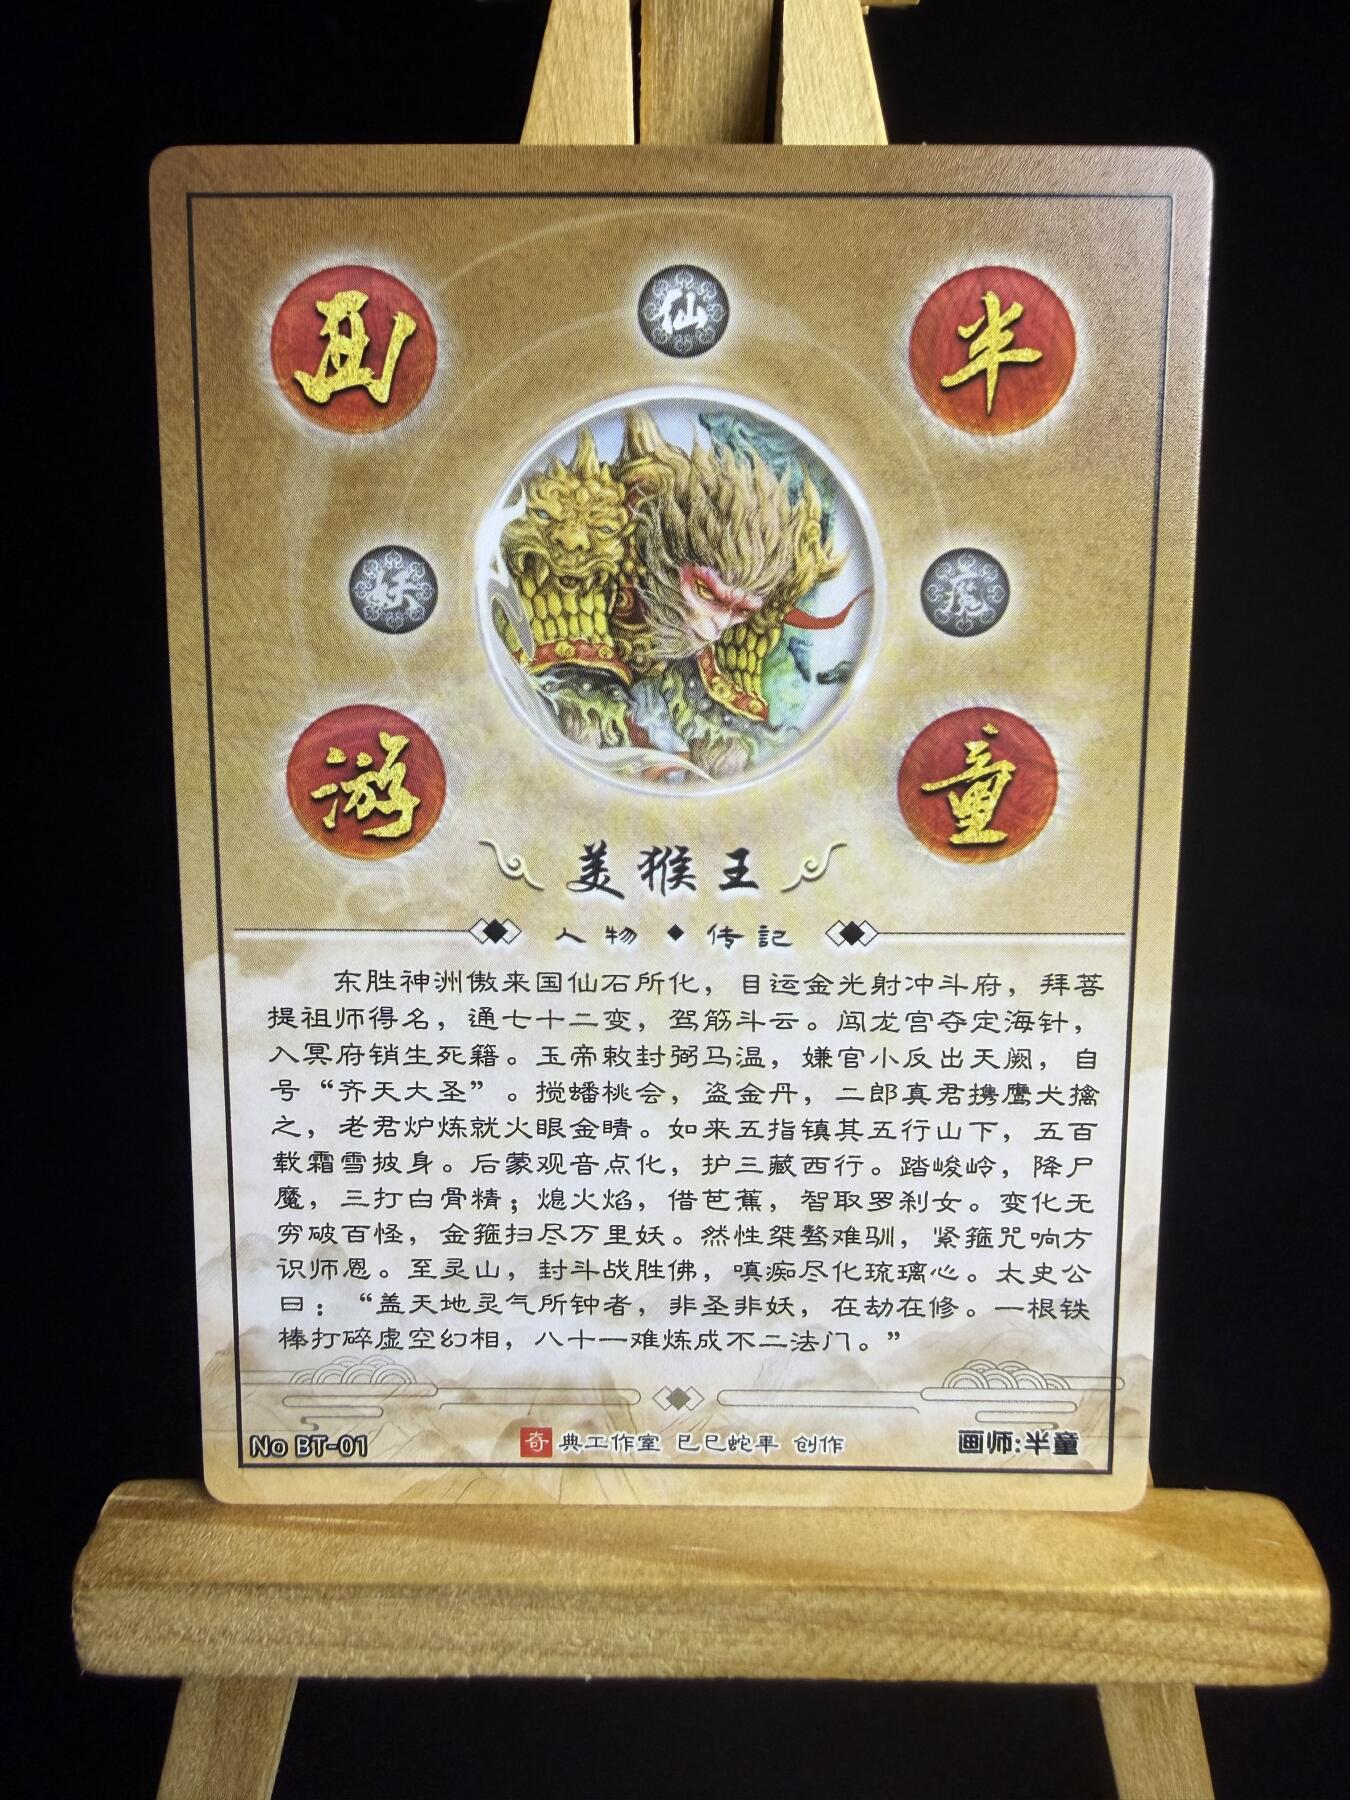 西
仙
半
妖
魔
游
童
美猴王
人物◆传記
东胜神洲傲来国仙石所化，目运金光射冲斗府，拜菩
提祖师得名，通七十二变，驾筋斗云。闯龙宫夺定海针，
入冥府销生死籍。玉帝敕封弼马温，嫌官小反出天阙，自
号“齐天大圣”。搅蟠桃会，盗金丹，二郎真君携鹰犬擒
之，老君炉炼就火眼金睛。如来五指镇其五行山下，五百
载霜雪披身。后蒙观音点化，护三藏西行。踏峻岭，降尸
魔，三打白骨精；熄火焰，借芭蕉，智取罗刹女。变化无
穷破百怪，金箍扫尽万里妖。然性桀骜难驯，紧箍咒响方
识师恩。至灵山，封斗战胜佛，嗔痴尽化琉璃心。太史公
曰：“盖天地灵气所钟者，非圣非妖，在劫在修。一根铁
棒打碎虚空幻相，八十一难炼成不二法门。”
No BT-01
奇典工作室 己巳蛇年 创作
画师:半童